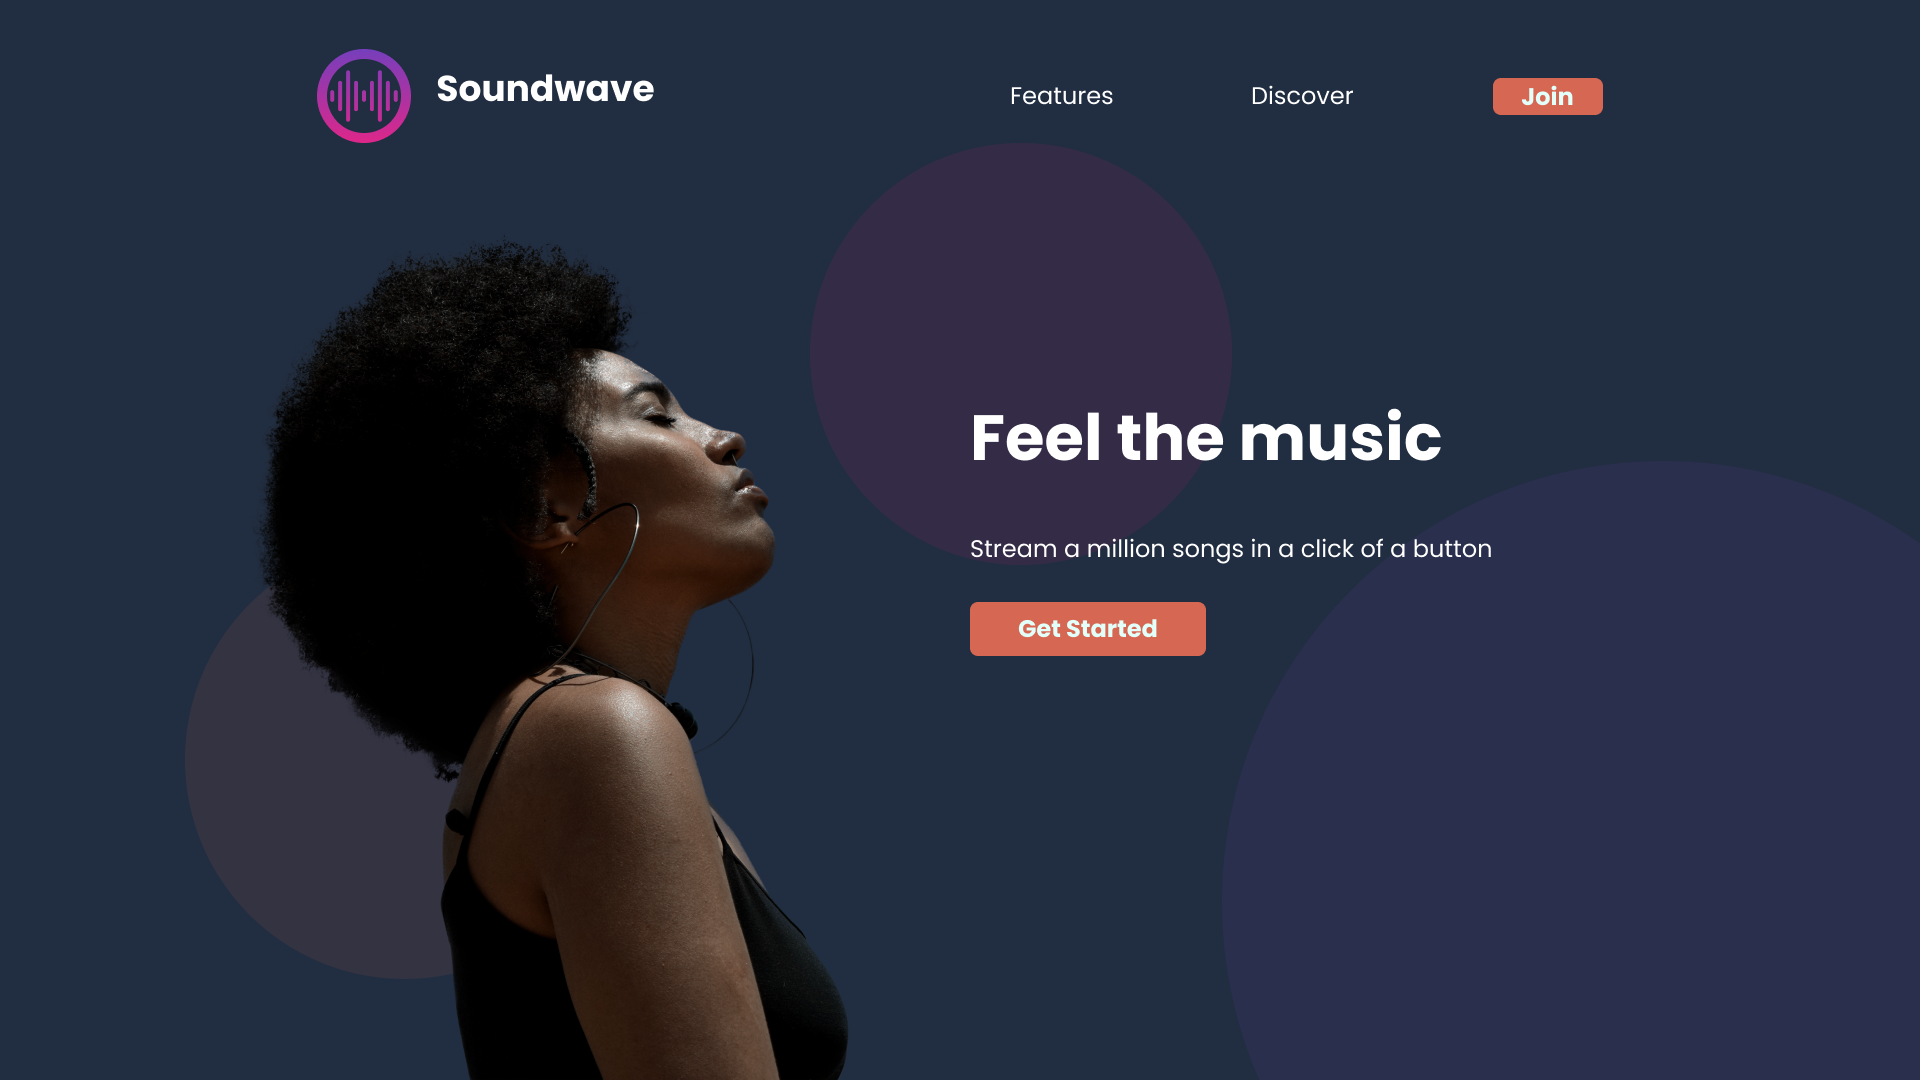 Soundwave
Features
Discover
Join
Feel the music
Stream a million songs in a click of a button
Get Started